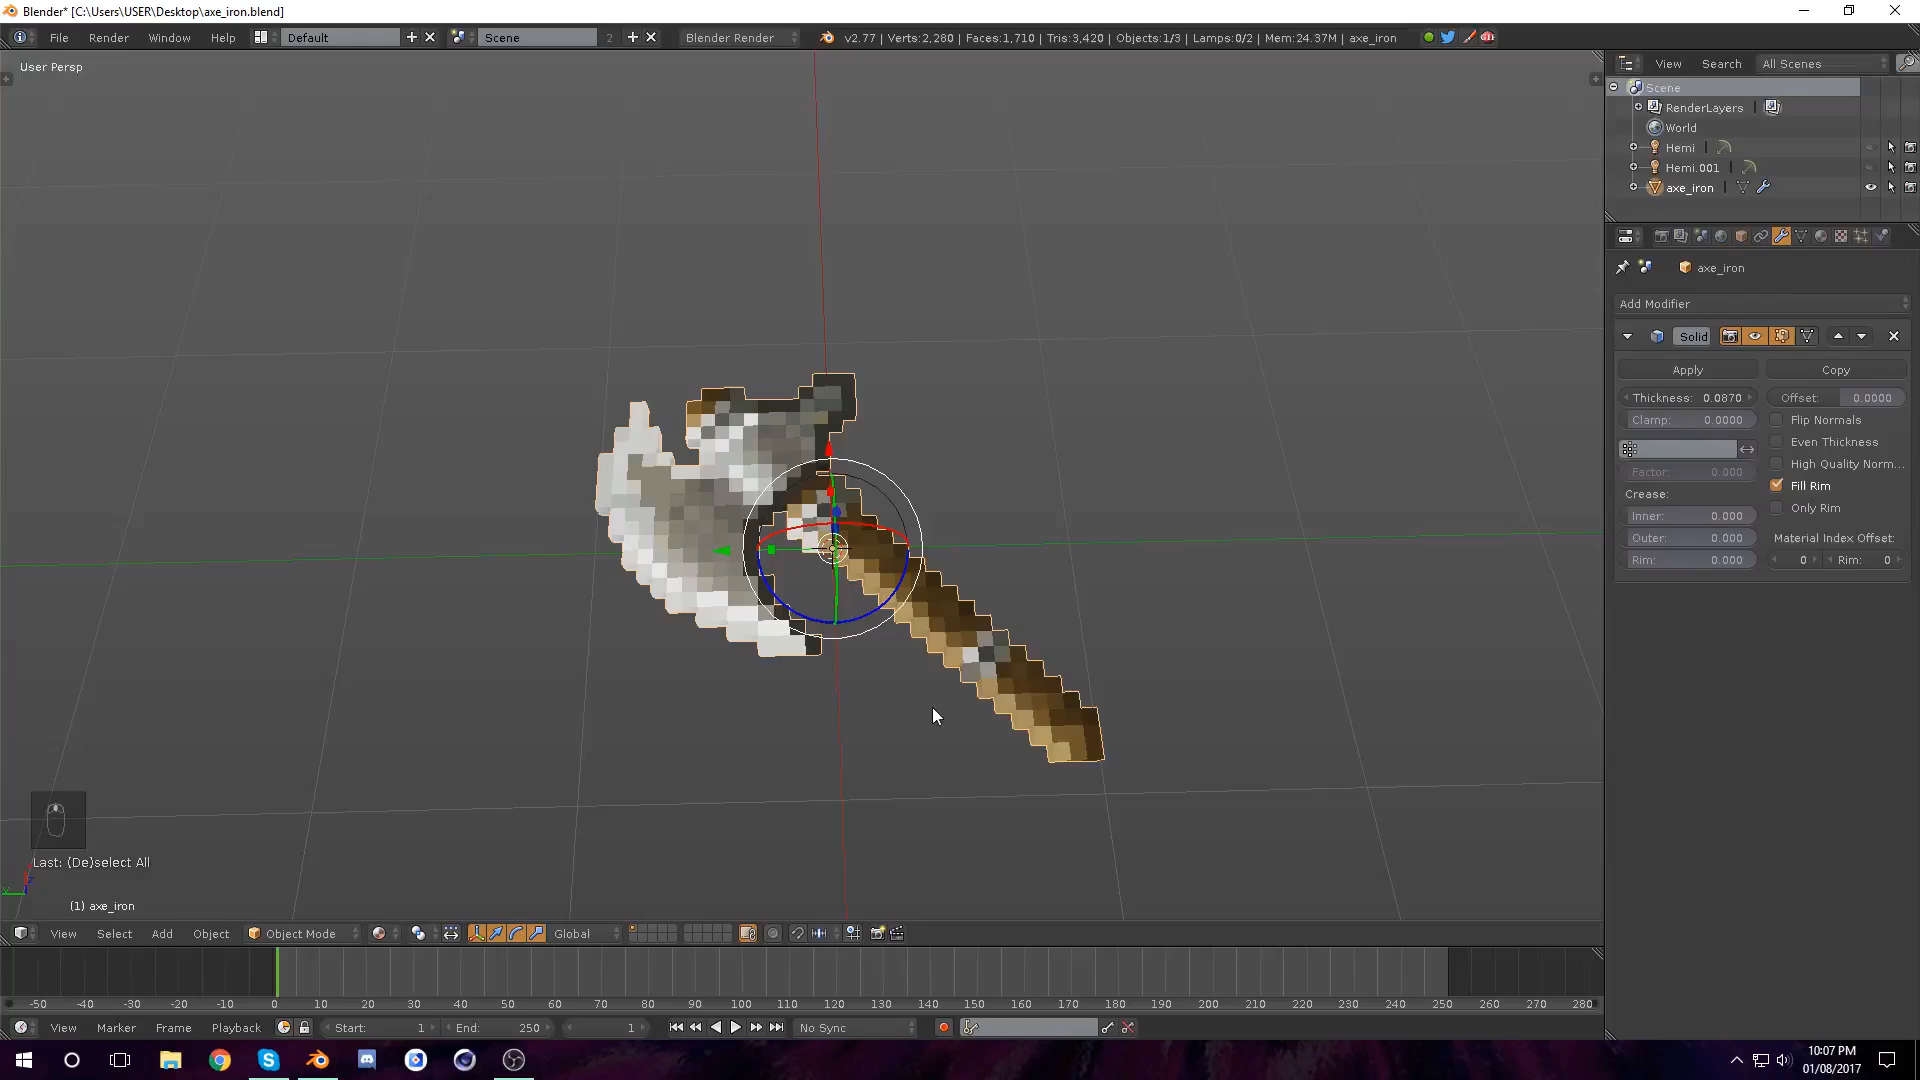 Blender* [C:\Users\USER\Desktop\axe_iron.blend]
File Render Window Help Default Scene 2 Blender Render v2.77 | Verts:2,280 | Faces:1,710 | Tris:3,420 | Objects:1/3 | Lamps:0/2 | Mem:24.37M | axe_iron
User Persp
View Search All Scenes
Scene
RenderLayers
World
Hemi
Hemi.001
axe_iron
axe_iron
Add Modifier
Solid
Apply Copy
Thickness: 0.0870 Offset: 0.0000
Clamp: 0.0000 Flip Normals
Even Thickness
Factor: 0.000 High Quality Norm...
Crease: Fill Rim
Inner: 0.000 Only Rim
Outer: 0.000 Material Index Offset:
Rim: 0.000 0 Rim: 0
Last: (De)select All
(1) axe_iron
View Select Add Object Object Mode Global
-50 -40 -30 -20 -10 0 10 20 30 40 50 60 70 80 90 100 110 120 130 140 150 160 170 180 190 200 210 220 230 240 250 260 270 280
View Marker Frame Playback Start: 1 End: 250 1 No Sync
10:07 PM
01/08/2017